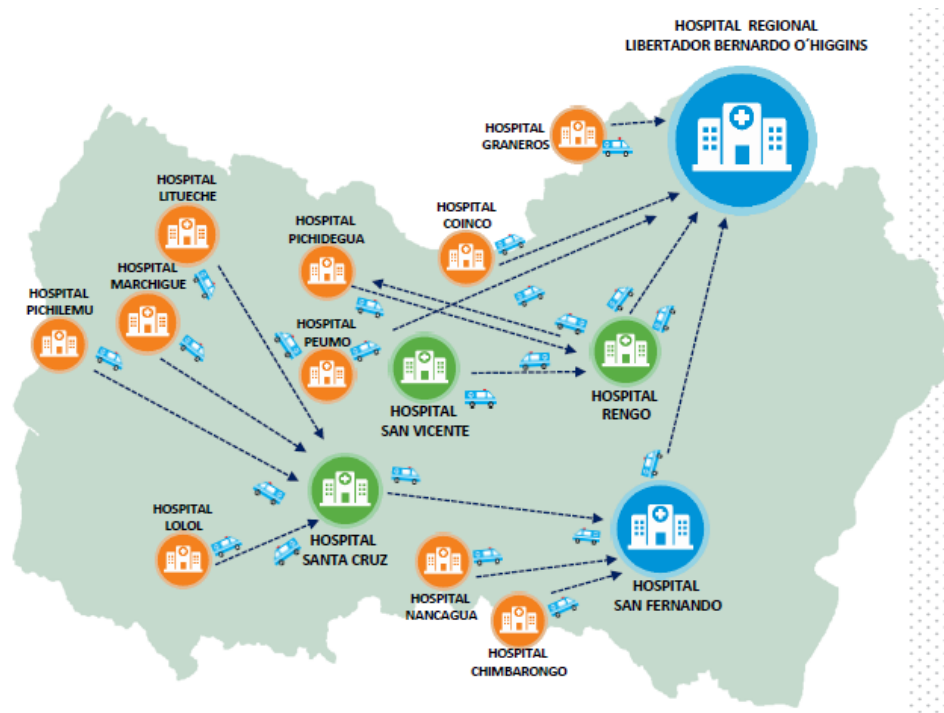 HOSPITAL REGIONAL
LIBERTADOR BERNARDO O´HIGGINS
HOSPITAL
GRANEROS
HOSPITAL
LITUECHE
HOSPITAL
COINCO
HOSPITAL
PICHIDEGUA
HOSPITAL
MARCHIGUE
HOSPITAL
PICHILEMU
HOSPITAL
PEUMO
HOSPITAL
SAN VICENTE
HOSPITAL
RENGO
HOSPITAL
LOLOL
HOSPITAL
SANTA CRUZ
HOSPITAL
NANCAGUA
HOSPITAL
SAN FERNANDO
HOSPITAL
CHIMBARONGO